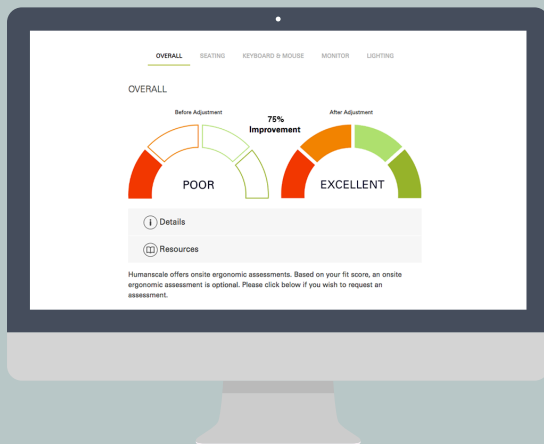 OVERALL SEATING KEYBOARD & MOUSE MONITOR LIGHTING
OVERALL
Before Adjustment
75%
Improvement
After Adjustment
POOR
EXCELLENT
i Details
Resources
Humanscale offers onsite ergonomic assessments. Based on your fit score, an onsite
ergonomic assessment is optional. Please click below if you wish to request an
assessment.